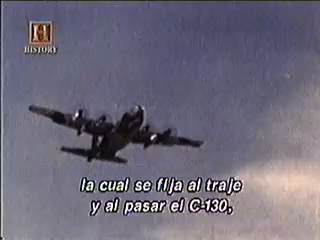 H
HISTORY
la cual se fija al traje
y al pasar el C-130,